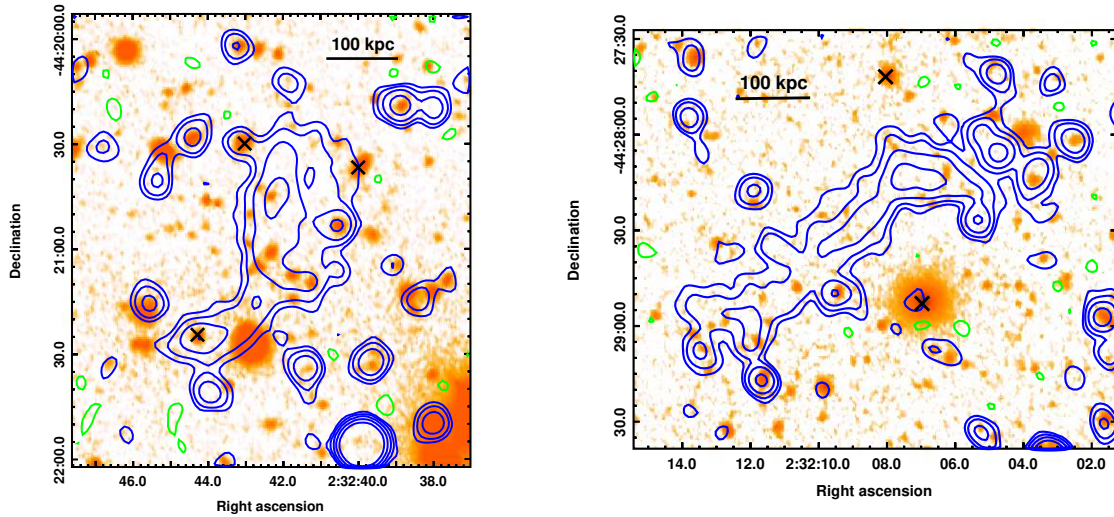 -44:20:00.0
30.0
21:00.0
30.0
22:00.0
Declination
100 kpc
46.0 44.0 42.0 2:32:40.0 38.0
Right ascension
27:30.0
-44:28:00.0
30.0
29:00.0
30.0
Declination
100 kpc
14.0 12.0 2:32:10.0 08.0 06.0 04.0 02.0
Right ascension